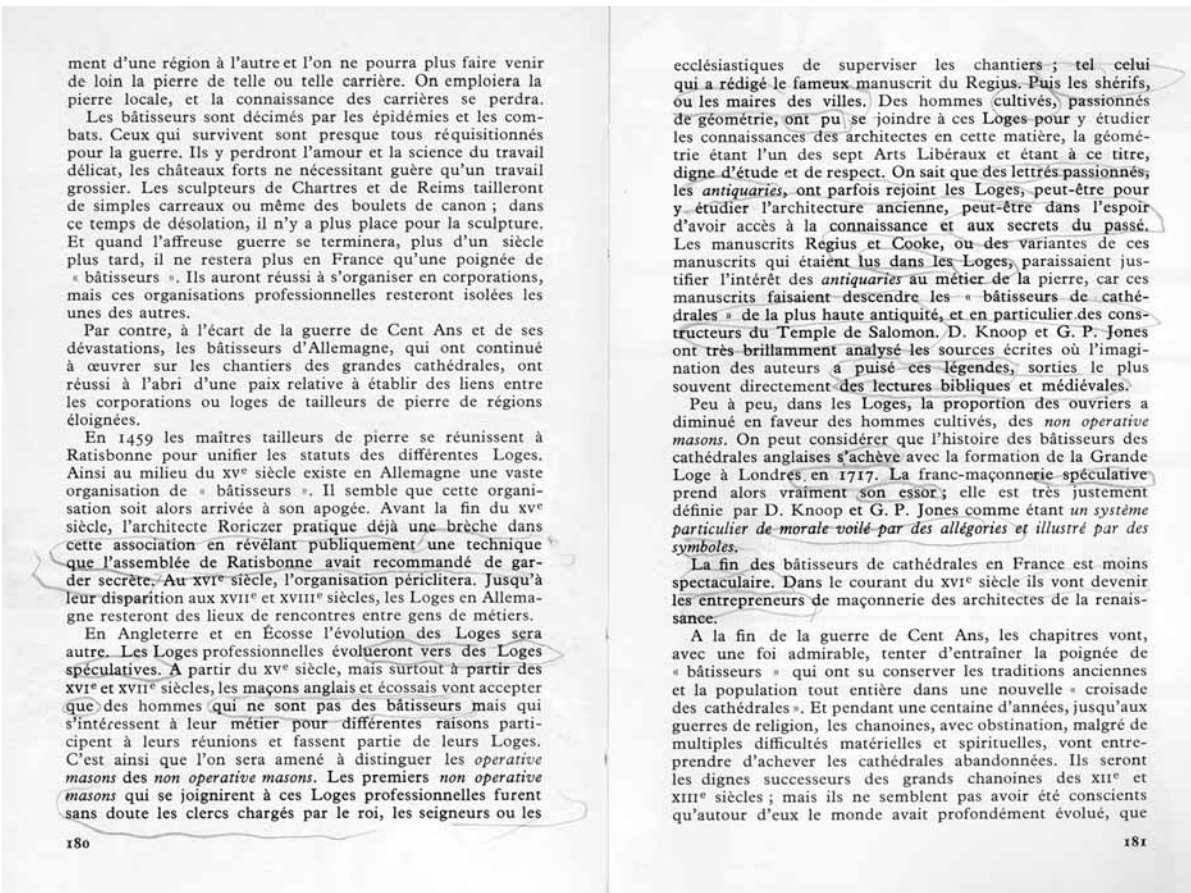 ment d'une région à l'autre et l'on ne pourra plus faire venir
de loin la pierre de telle ou telle carrière. On emploiera la
pierre locale, et la connaissance des carrières se perdra.
Les bâtisseurs sont décimés par les épidémies et les com-
bats. Ceux qui survivent sont presque tous réquisitionnés
pour la guerre. Ils y perdront l'amour et la science du travail
délicat, les châteaux forts ne nécessitant guère qu'un travail
grossier. Les sculpteurs de Chartres et de Reims tailleront
de simples carreaux ou même des boulets de canon ; dans
ce temps de désolation, il n'y a plus place pour la sculpture.
Et quand l'affreuse guerre se terminera, plus d'un siècle
plus tard, il ne restera plus en France qu'une poignée de
« bâtisseurs ». Ils auront réussi à s'organiser en corporations,
mais ces organisations professionnelles resteront isolées les
unes des autres.
Par contre, à l'écart de la guerre de Cent Ans et de ses
dévastations, les bâtisseurs d'Allemagne, qui ont continué
à œuvrer sur les chantiers des grandes cathédrales, ont
réussi à l'abri d'une paix relative à établir des liens entre
les corporations ou loges de tailleurs de pierre de régions
éloignées.
En 1459 les maîtres tailleurs de pierre se réunissent à
Ratisbonne pour unifier les statuts des différentes Loges.
Ainsi au milieu du XVe siècle existe en Allemagne une vaste
organisation de « bâtisseurs ». Il semble que cette organi-
sation soit alors arrivée à son apogée. Avant la fin du XVe
siècle, l'architecte Roriczer pratique déjà une brèche dans
cette association en révélant publiquement une technique
que l'assemblée de Ratisbonne avait recommandé de gar-
der secrète. Au XVIe siècle, l'organisation périclitera. Jusqu'à
leur disparition aux XVIIe et XVIIIe siècles, les Loges en Allema-
gne resteront des lieux de rencontres entre gens de métiers.
En Angleterre et en Écosse l'évolution des Loges sera
autre. Les Loges professionnelles évolueront vers des Loges
spéculatives. A partir du XVe siècle, mais surtout à partir des
XVIe et XVIIe siècles, les maçons anglais et écossais vont accepter
que des hommes qui ne sont pas des bâtisseurs mais qui
s'intéressent à leur métier pour différentes raisons parti-
cipent à leurs réunions et fassent partie de leurs Loges.
C'est ainsi que l'on sera amené à distinguer les operative
masons des non operative masons. Les premiers non operative
masons qui se joignirent à ces Loges professionnelles furent
sans doute les clercs chargés par le roi, les seigneurs ou les
180
ecclésiastiques de superviser les chantiers ; tel celui
qui a rédigé le fameux manuscrit du Regius. Puis les shérifs,
ou les maires des villes. Des hommes cultivés, passionnés
de géométrie, ont pu se joindre à ces Loges pour y étudier
les connaissances des architectes en cette matière, la géomé-
trie étant l'un des sept Arts Libéraux et étant à ce titre,
digne d'étude et de respect. On sait que des lettrés passionnés,
les antiquaries, ont parfois rejoint les Loges, peut-être pour
y étudier l'architecture ancienne, peut-être dans l'espoir
d'avoir accès à la connaissance et aux secrets du passé.
Les manuscrits Regius et Cooke, ou des variantes de ces
manuscrits qui étaient lus dans les Loges, paraissaient jus-
tifier l'intérêt des antiquaries au métier de la pierre, car ces
manuscrits faisaient descendre les « bâtisseurs de cathé-
drales » de la plus haute antiquité, et en particulier des cons-
tructeurs du Temple de Salomon. D. Knoop et G. P. Jones
ont très brillamment analysé les sources écrites où l'imagi-
nation des auteurs a puisé ces légendes, sorties le plus
souvent directement des lectures bibliques et médiévales.
Peu à peu, dans les Loges, la proportion des ouvriers a
diminué en faveur des hommes cultivés, des non operative
masons. On peut considérer que l'histoire des bâtisseurs des
cathédrales anglaises s'achève avec la formation de la Grande
Loge à Londres en 1717. La franc-maçonnerie spéculative
prend alors vraiment son essor ; elle est très justement
définie par D. Knoop et G. P. Jones comme étant un système
particulier de morale voilé par des allégories et illustré par des
symboles.
La fin des bâtisseurs de cathédrales en France est moins
spectaculaire. Dans le courant du XVIe siècle ils vont devenir
les entrepreneurs de maçonnerie des architectes de la renais-
sance.
A la fin de la guerre de Cent Ans, les chapitres vont,
avec une foi admirable, tenter d'entraîner la poignée de
« bâtisseurs » qui ont su conserver les traditions anciennes
et la population tout entière dans une nouvelle « croisade
des cathédrales ». Et pendant une centaine d'années, jusqu'aux
guerres de religion, les chanoines, avec obstination, malgré de
multiples difficultés matérielles et spirituelles, vont entre-
prendre d'achever les cathédrales abandonnées. Ils seront
les dignes successeurs des grands chanoines des XIIe et
XIIIe siècles ; mais ils ne semblent pas avoir été conscients
qu'autour d'eux le monde avait profondément évolué, que
181